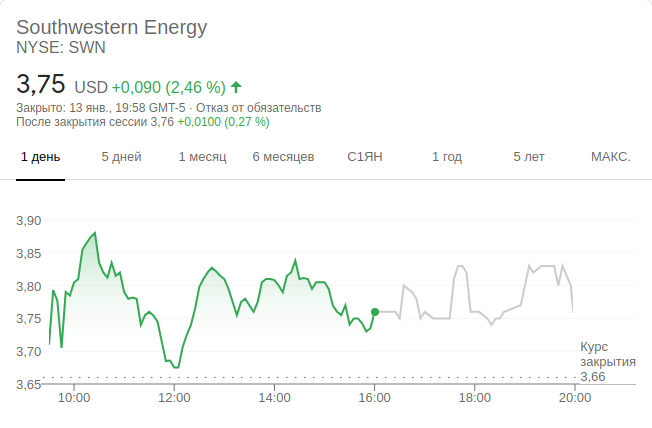 Southwestern Energy
NYSE: SWN
3,75 USD +0,090 (2,46 %)
Закрыто: 13 янв., 19:58 GMT-5 · Отказ от обязательств
После закрытия сессии 3,76 +0,0100 (0,27 %)
1 день 5 дней 1 месяц 6 месяцев С1ЯН 1 год 5 лет МАКС.
3,90
3,85
3,80
3,75
3,70
3,65
Курс
закрытия
3,66
10:00 12:00 14:00 16:00 18:00 20:00